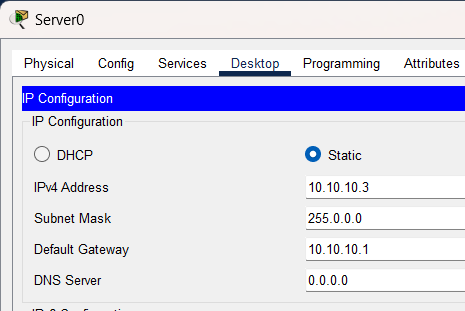 Server0
Physical Config Services Desktop Programming Attributes
IP Configuration
IP Configuration
DHCP Static
IPv4 Address 10.10.10.3
Subnet Mask 255.0.0.0
Default Gateway 10.10.10.1
DNS Server 0.0.0.0